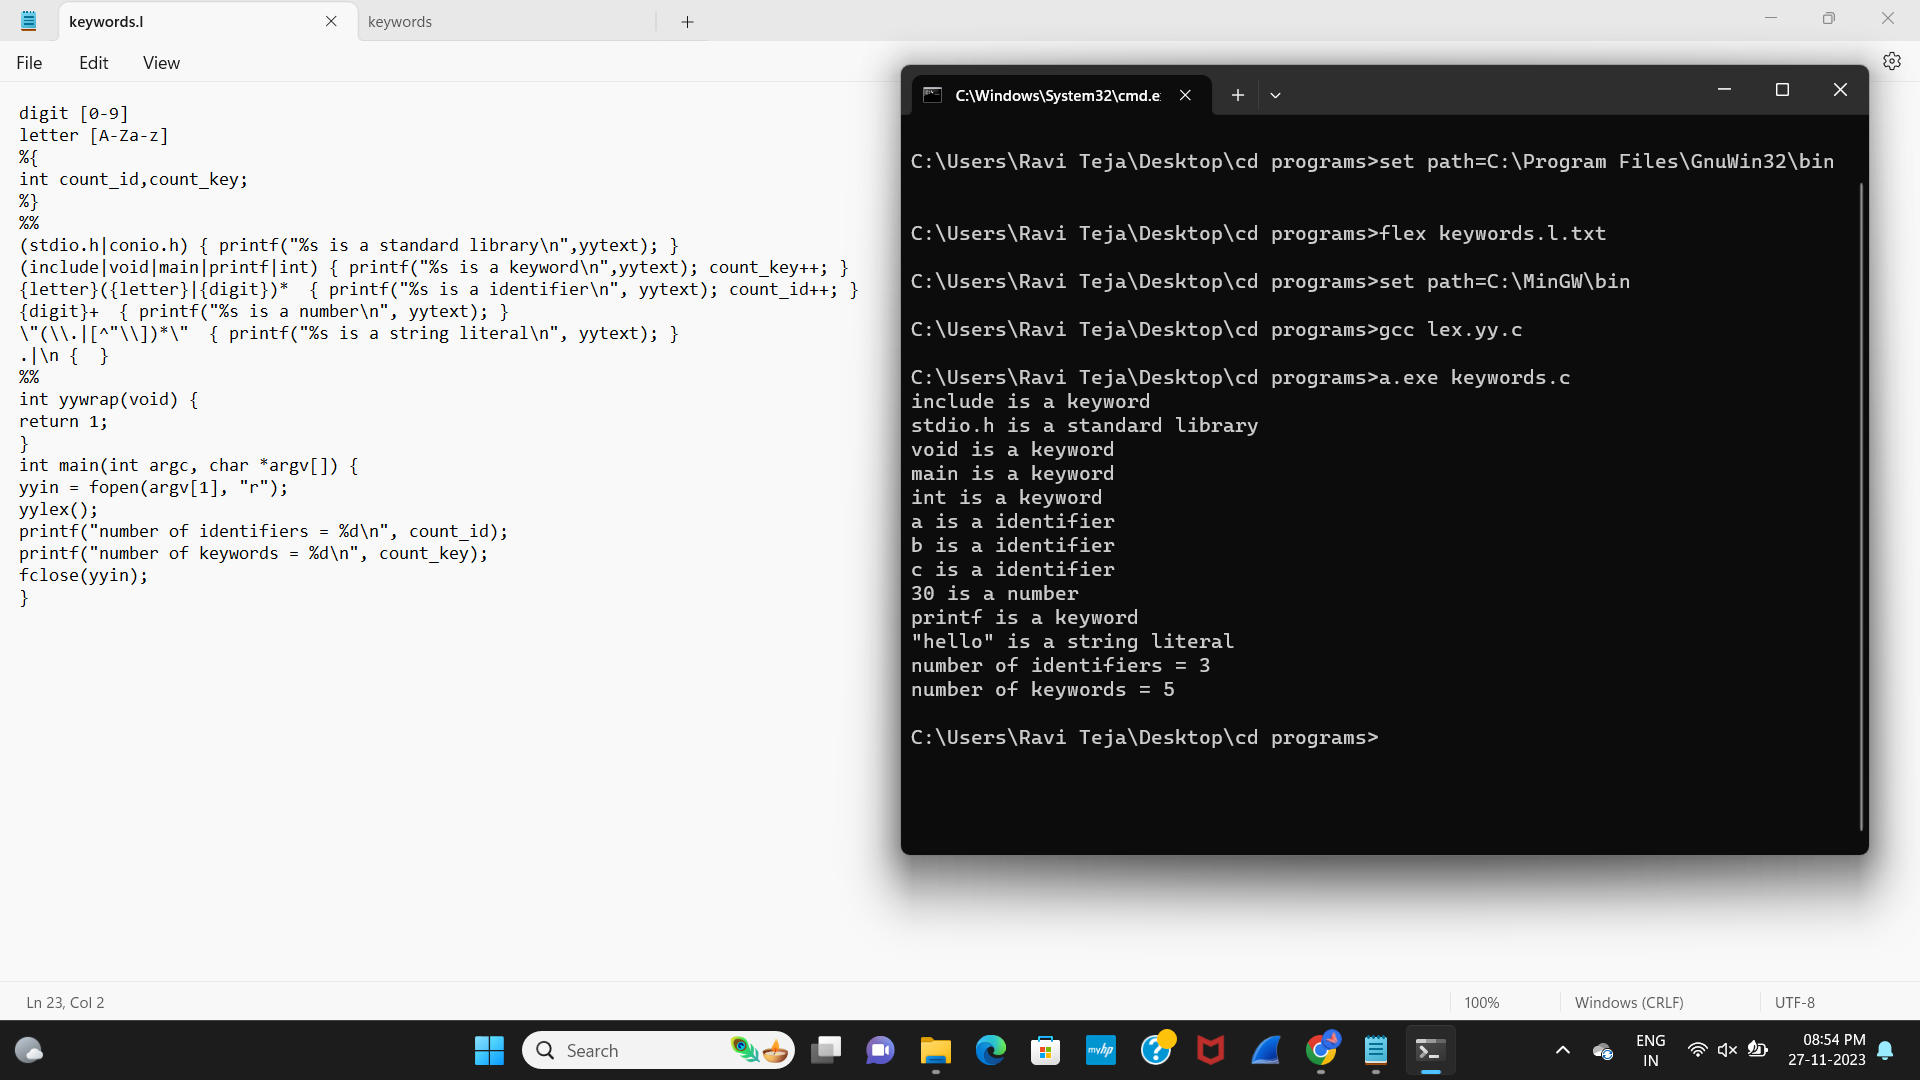 keywords.l
keywords
File Edit View
digit [0-9]
letter [A-Za-z]
%{
int count_id,count_key;
%}
%%
(stdio.h|conio.h) { printf("%s is a standard library\n",yytext); }
(include|void|main|printf|int) { printf("%s is a keyword\n",yytext); count_key++; }
{letter}({letter}|{digit})*  { printf("%s is a identifier\n", yytext); count_id++; }
{digit}+  { printf("%s is a number\n", yytext); }
\"(\\.|[^"\\])*\"  { printf("%s is a string literal\n", yytext); }
.|\n {  }
%%
int yywrap(void) {
return 1;
}
int main(int argc, char *argv[]) {
yyin = fopen(argv[1], "r");
yylex();
printf("number of identifiers = %d\n", count_id);
printf("number of keywords = %d\n", count_key);
fclose(yyin);
}
C:\Windows\System32\cmd.e
C:\Users\Ravi Teja\Desktop\cd programs>set path=C:\Program Files\GnuWin32\bin
C:\Users\Ravi Teja\Desktop\cd programs>flex keywords.l.txt
C:\Users\Ravi Teja\Desktop\cd programs>set path=C:\MinGW\bin
C:\Users\Ravi Teja\Desktop\cd programs>gcc lex.yy.c
C:\Users\Ravi Teja\Desktop\cd programs>a.exe keywords.c
include is a keyword
stdio.h is a standard library
void is a keyword
main is a keyword
int is a keyword
a is a identifier
b is a identifier
c is a identifier
30 is a number
printf is a keyword
"hello" is a string literal
number of identifiers = 3
number of keywords = 5
C:\Users\Ravi Teja\Desktop\cd programs>
Ln 23, Col 2
100%
Windows (CRLF)
UTF-8
Search
myhp
ENG
IN
08:54 PM
27-11-2023